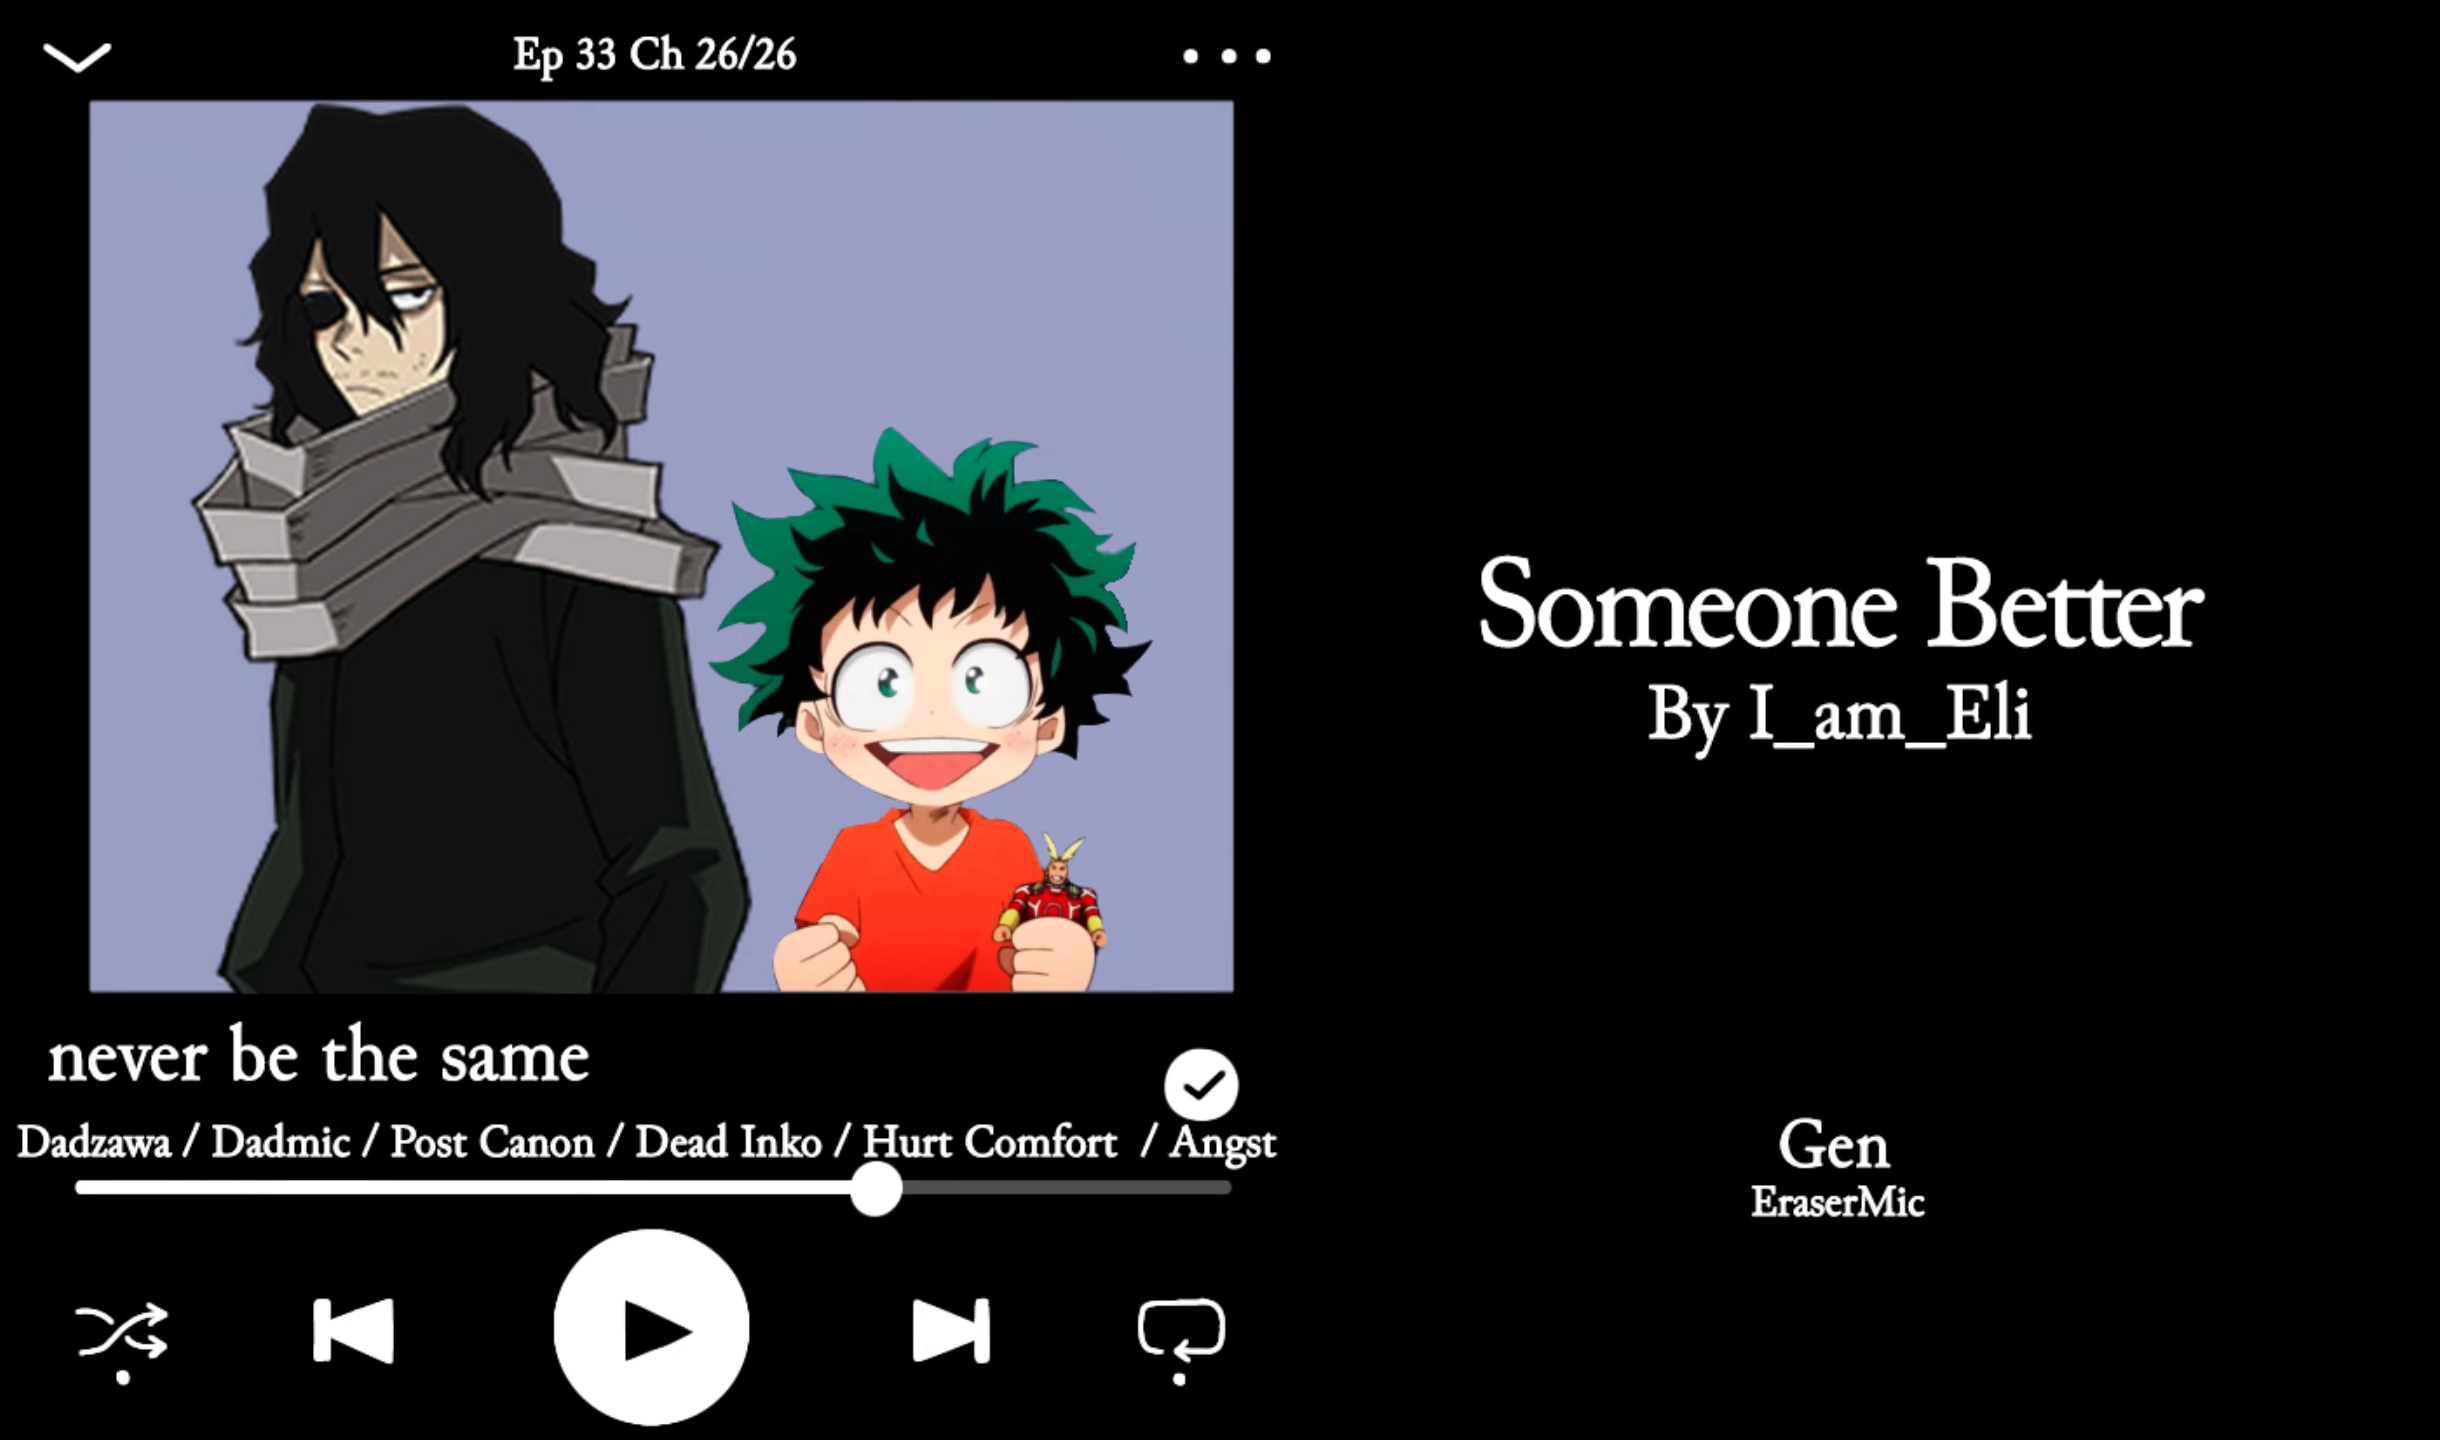 Ep 33 Ch 26/26
never be the same
Dadzawa / Dadmic / Post Canon / Dead Inko / Hurt Comfort / Angst
Someone Better
By I_am_Eli
Gen
EraserMic